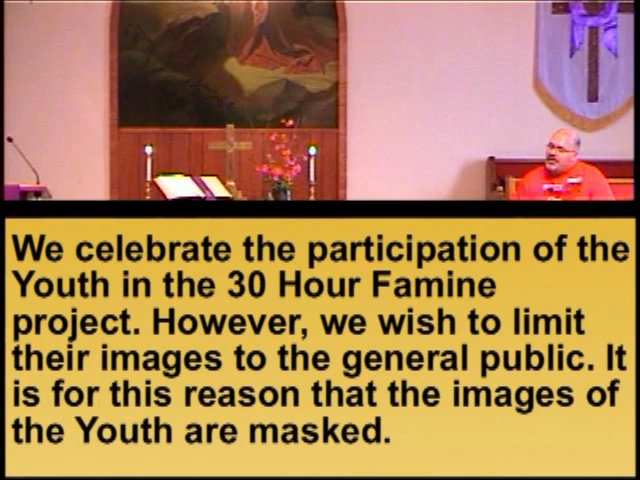 We celebrate the participation of the
Youth in the 30 Hour Famine
project. However, we wish to limit
their images to the general public. It
is for this reason that the images of
the Youth are masked.